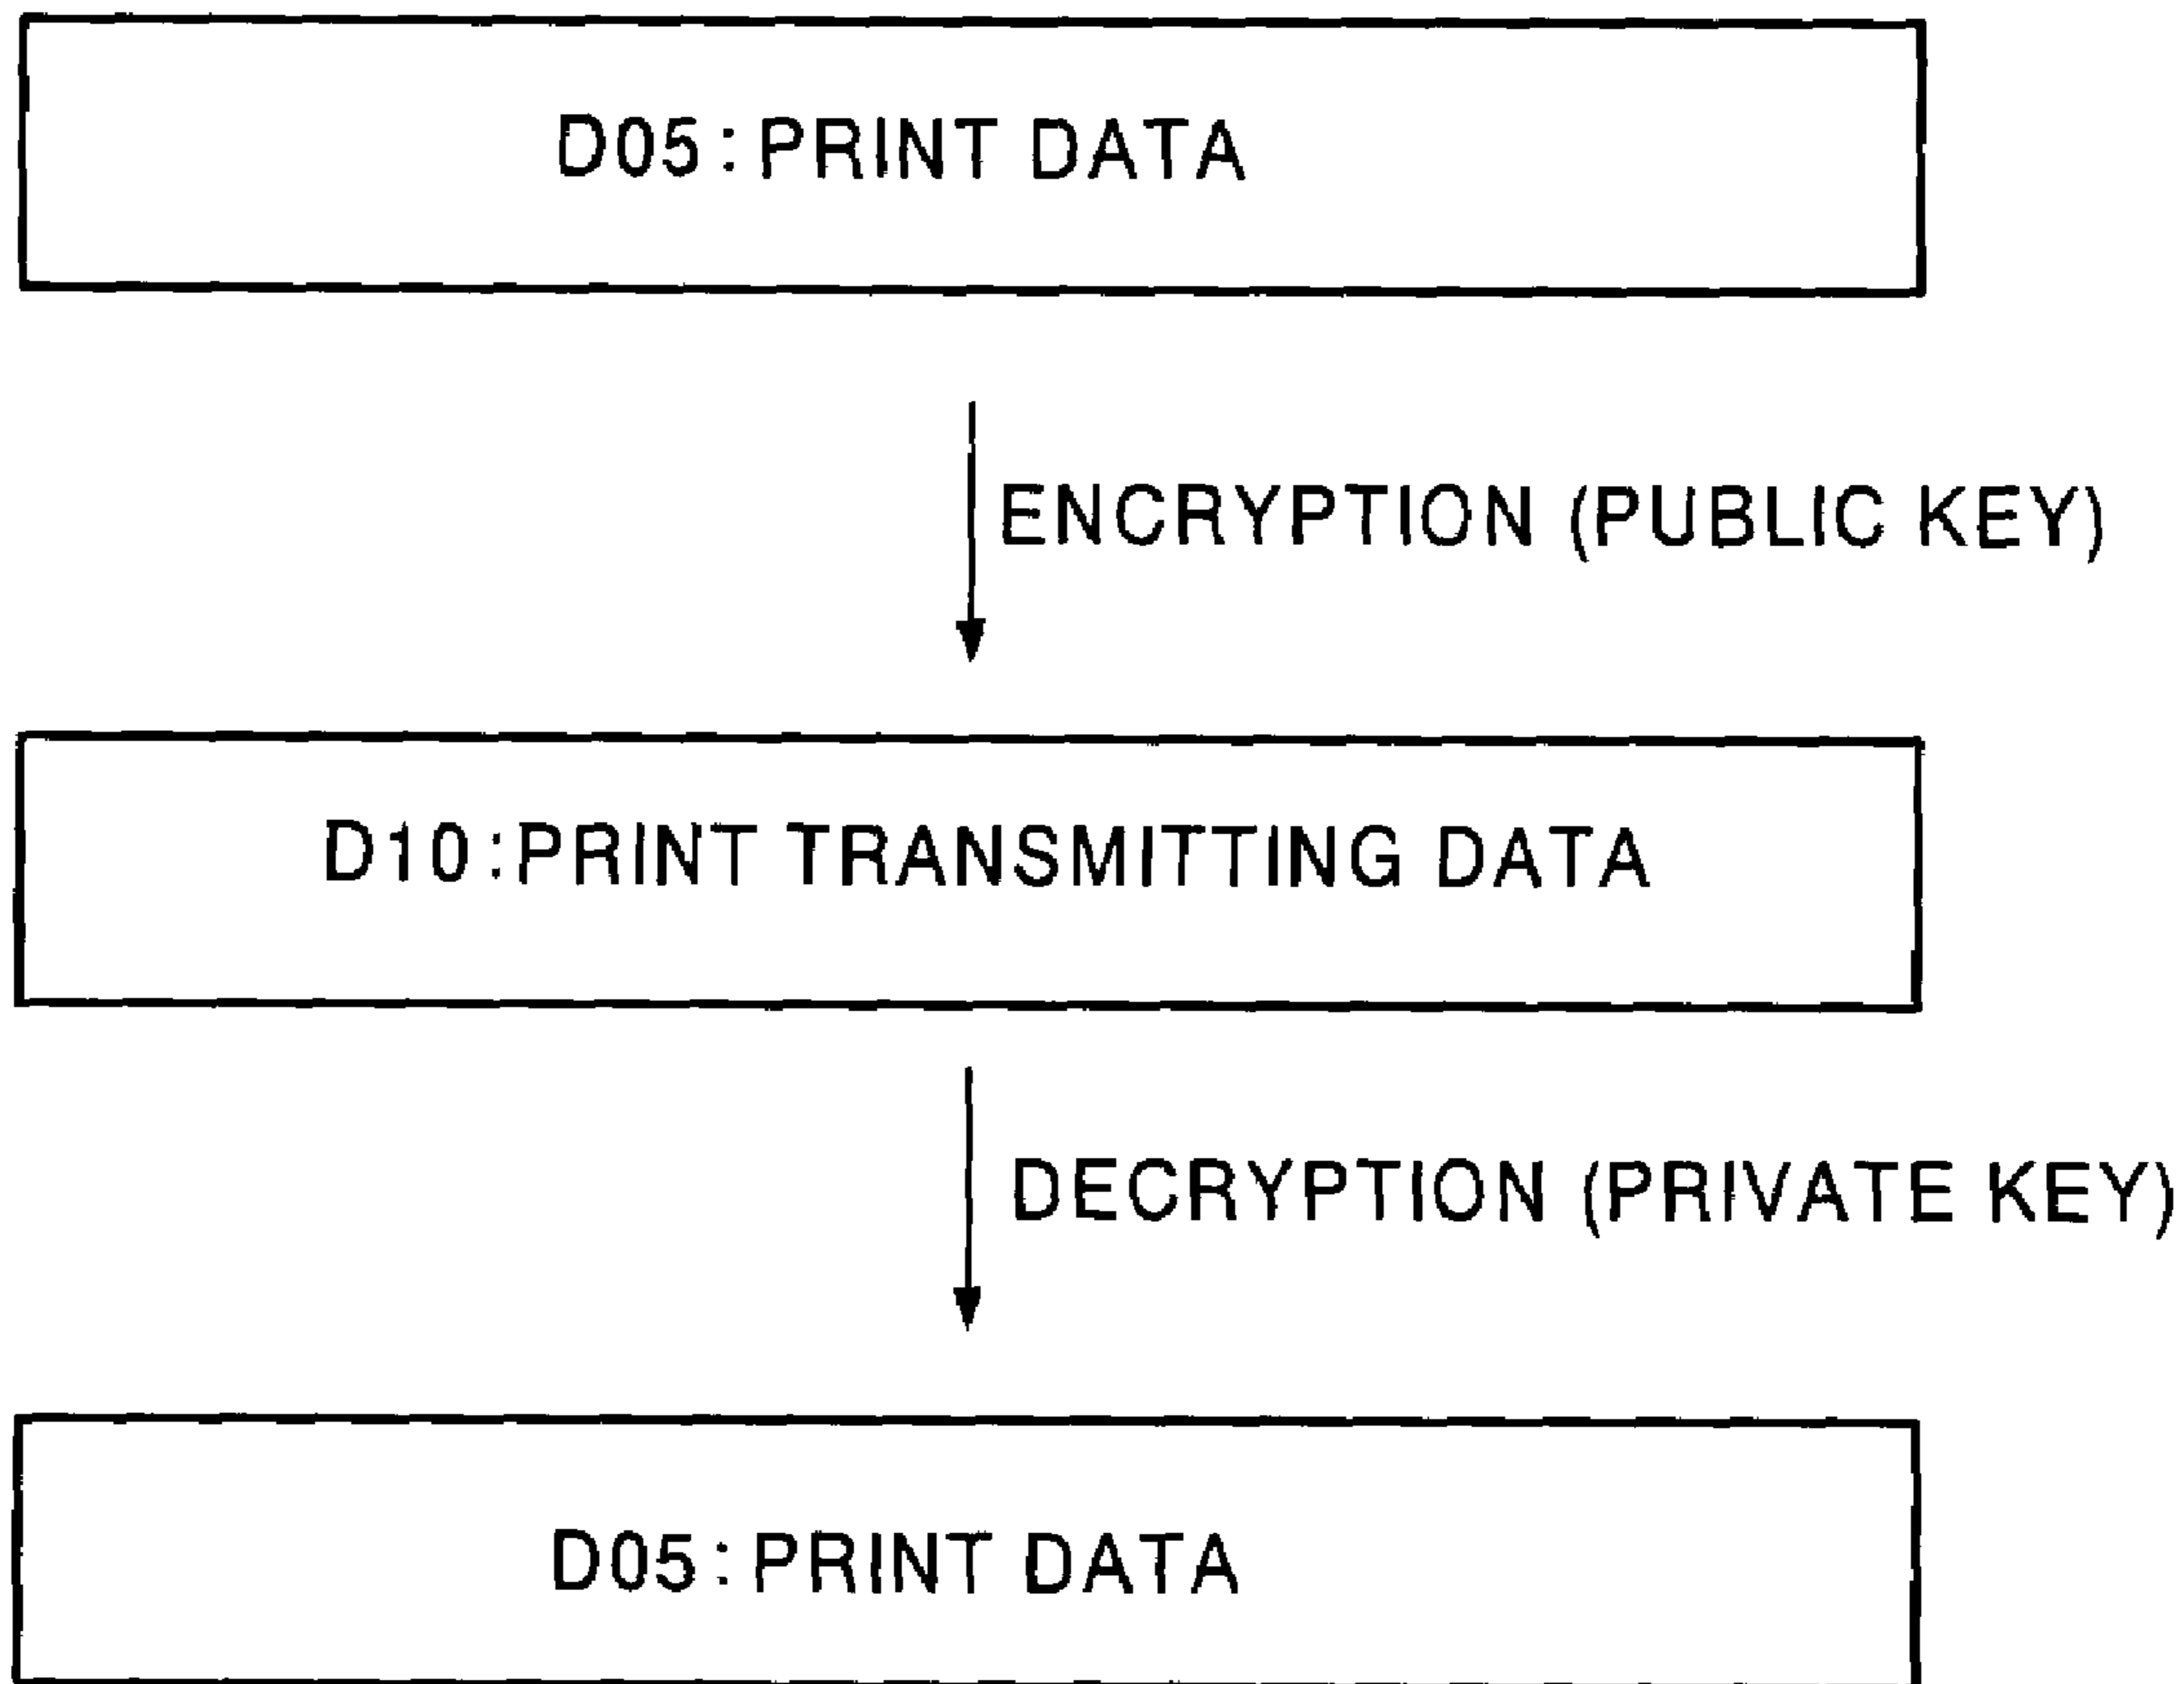 D05:PRINT DATA
ENCRYPTION (PUBLIC KEY)
D10:PRINT TRANSMITTING DATA
DECRYPTION (PRIVATE KEY)
D05:PRINT DATA